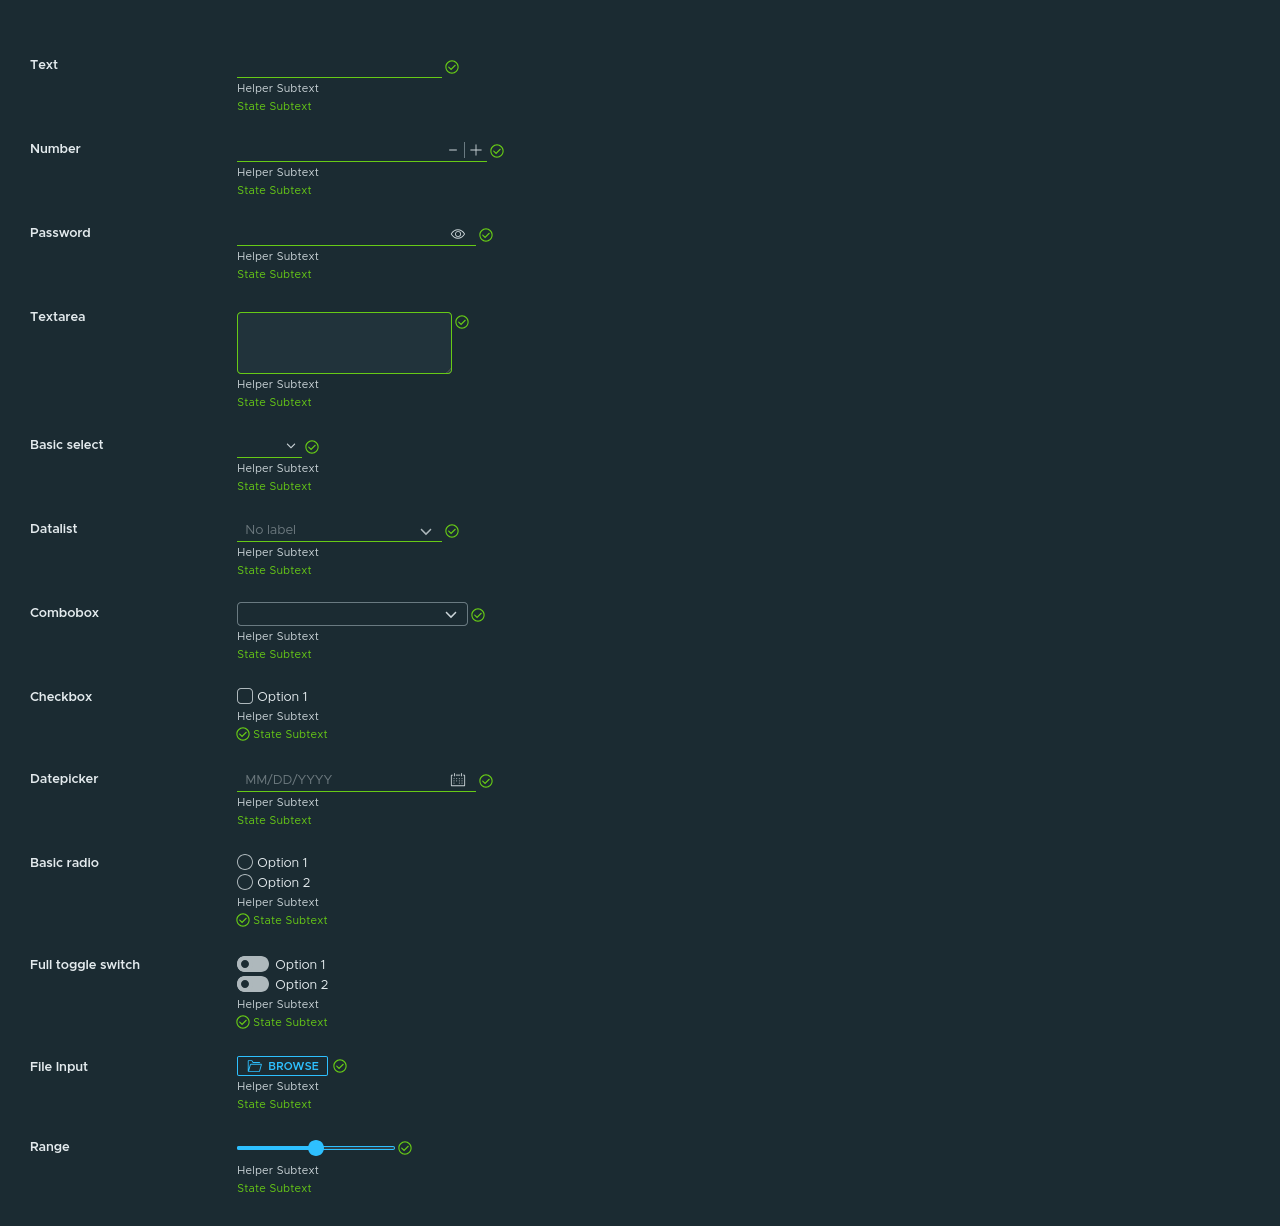 Text
Helper Subtext
State Subtext
Number
Helper Subtext
State Subtext
Password
Helper Subtext
State Subtext
Textarea
Helper Subtext
State Subtext
Basic select
Helper Subtext
State Subtext
Datalist
No label
Helper Subtext
State Subtext
Combobox
Helper Subtext
State Subtext
Checkbox
Option 1
Helper Subtext
State Subtext
Datepicker
MM/DD/YYYY
Helper Subtext
State Subtext
Basic radio
Option 1
Option 2
Helper Subtext
State Subtext
Full toggle switch
Option 1
Option 2
Helper Subtext
State Subtext
File Input
BROWSE
Helper Subtext
State Subtext
Range
Helper Subtext
State Subtext